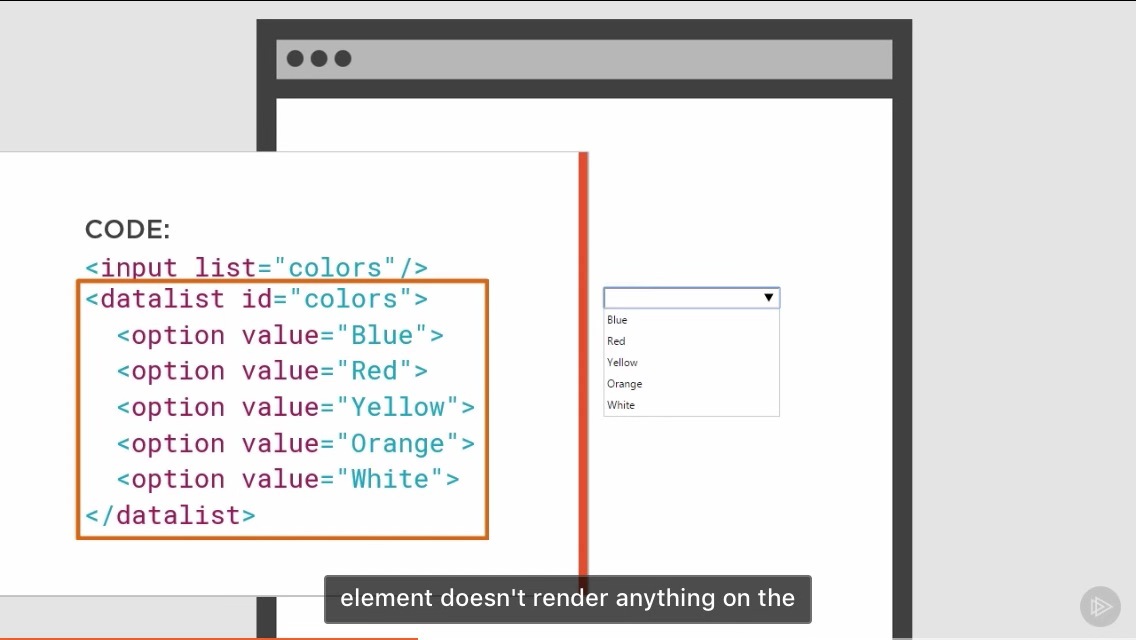 CODE:
<input list="colors"/>
<datalist id="colors">
<option value="Blue">
<option value="Red">
<option value="Yellow">
<option value="Orange">
<option value="White">
</datalist>
Blue
Red
Yellow
Orange
White
element doesn't render anything on the